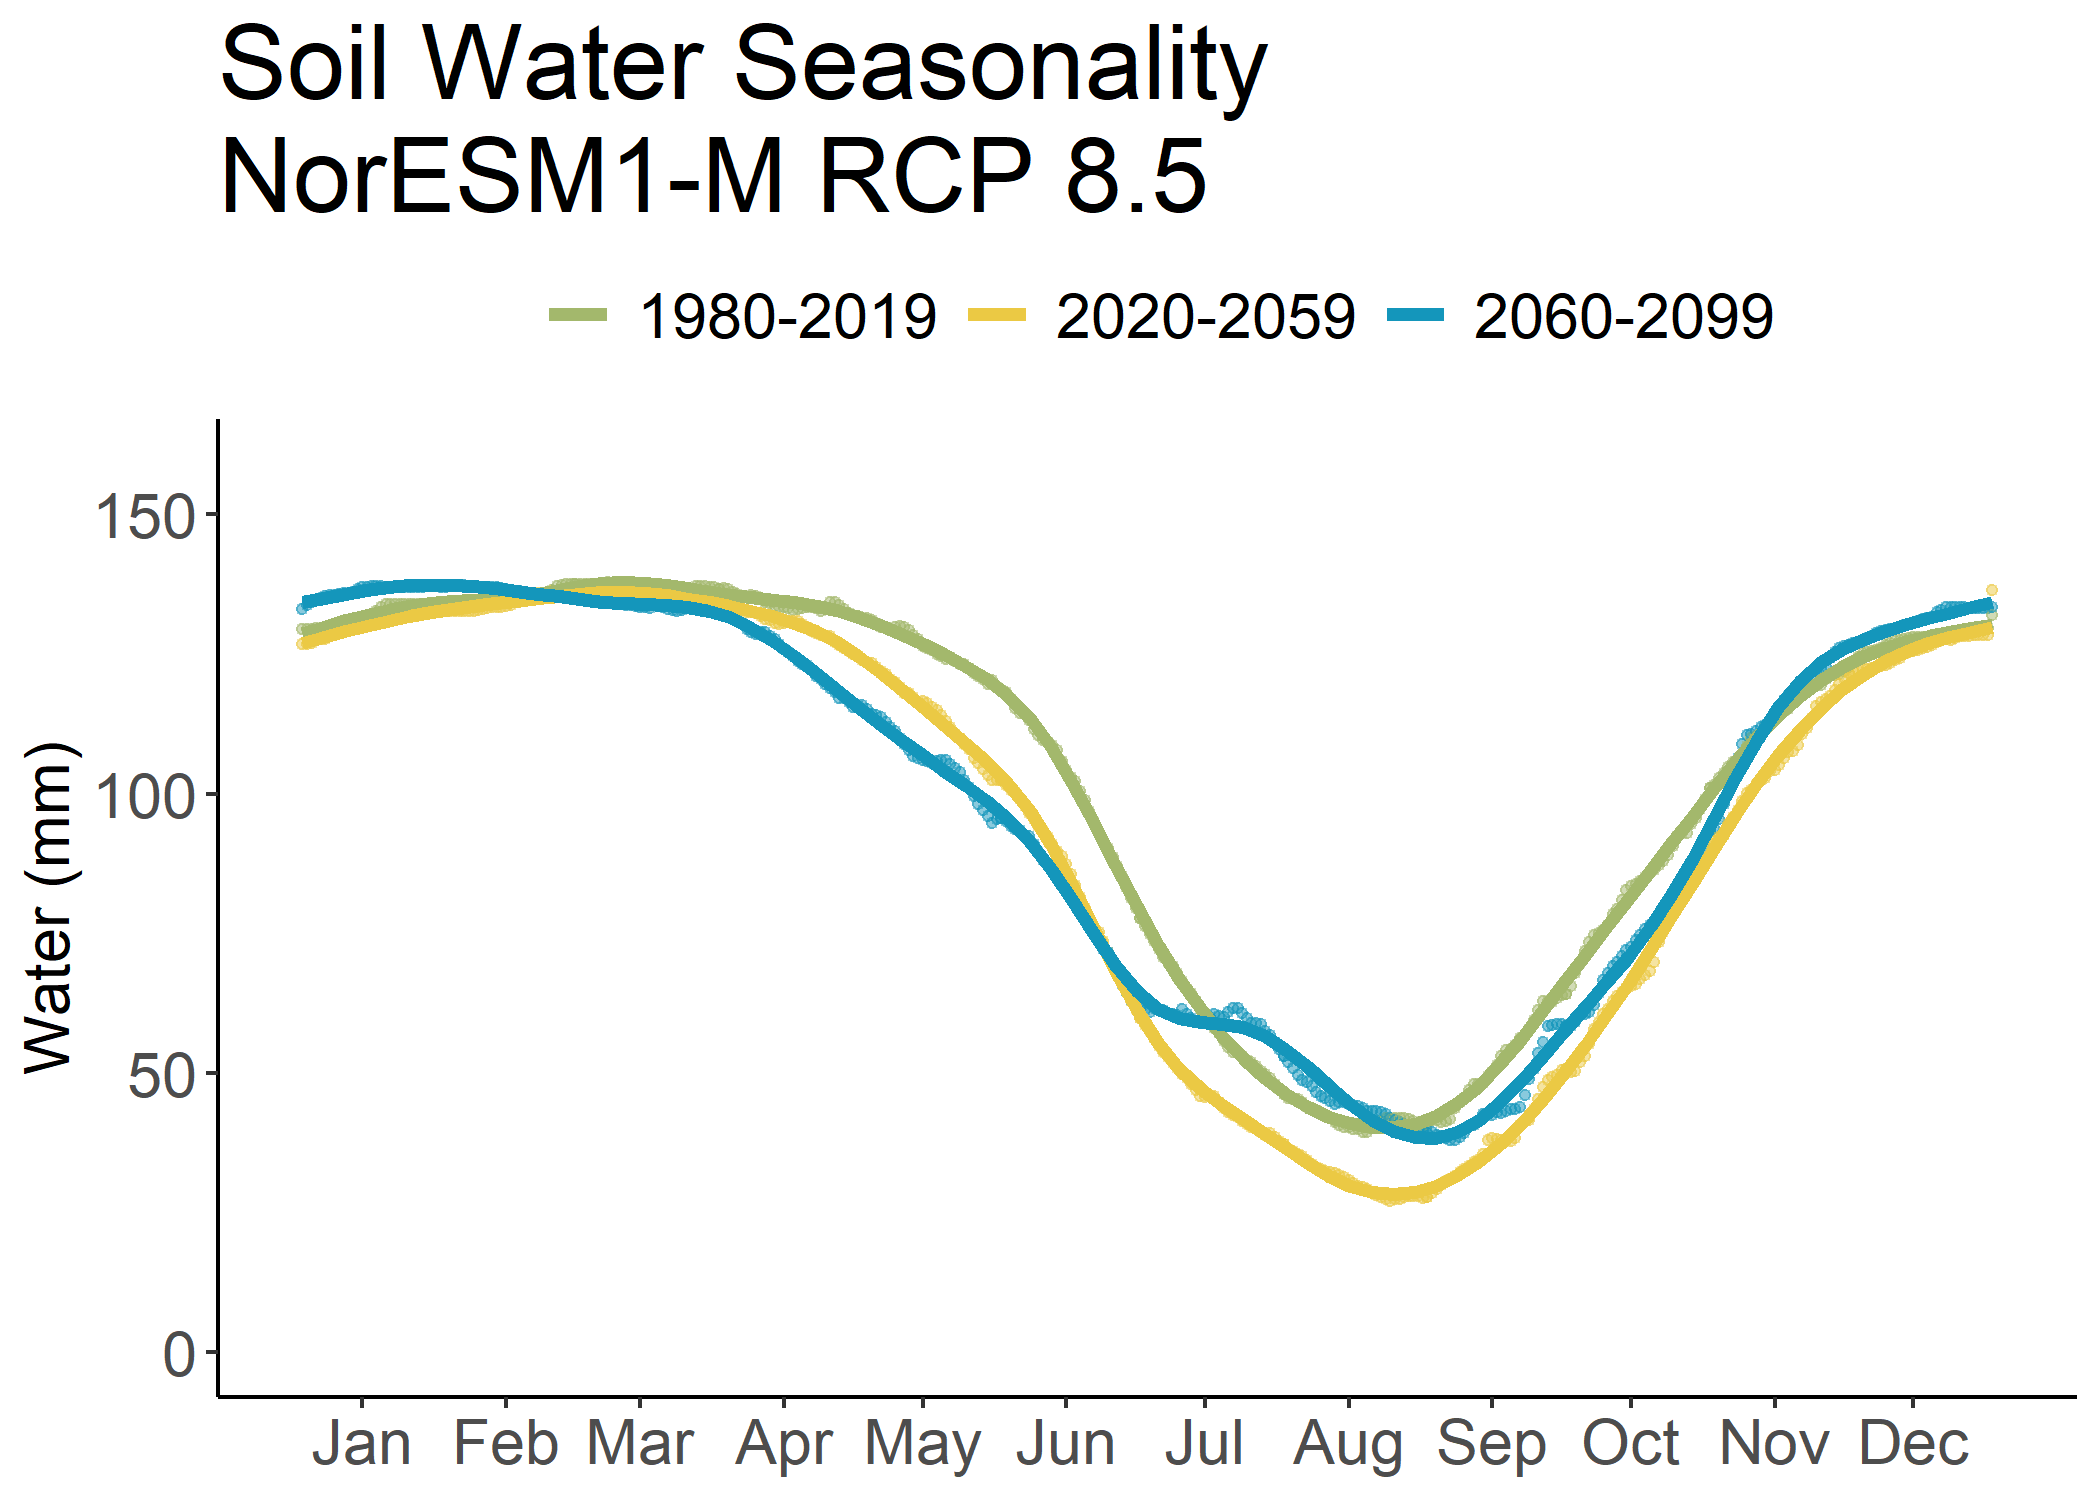 Soil Water Seasonality
NorESM1-M RCP 8.5
1980-2019 2020-2059 2060-2099
150
100
50
0
Water (mm)
Jan Feb Mar Apr May Jun Jul Aug Sep Oct Nov Dec